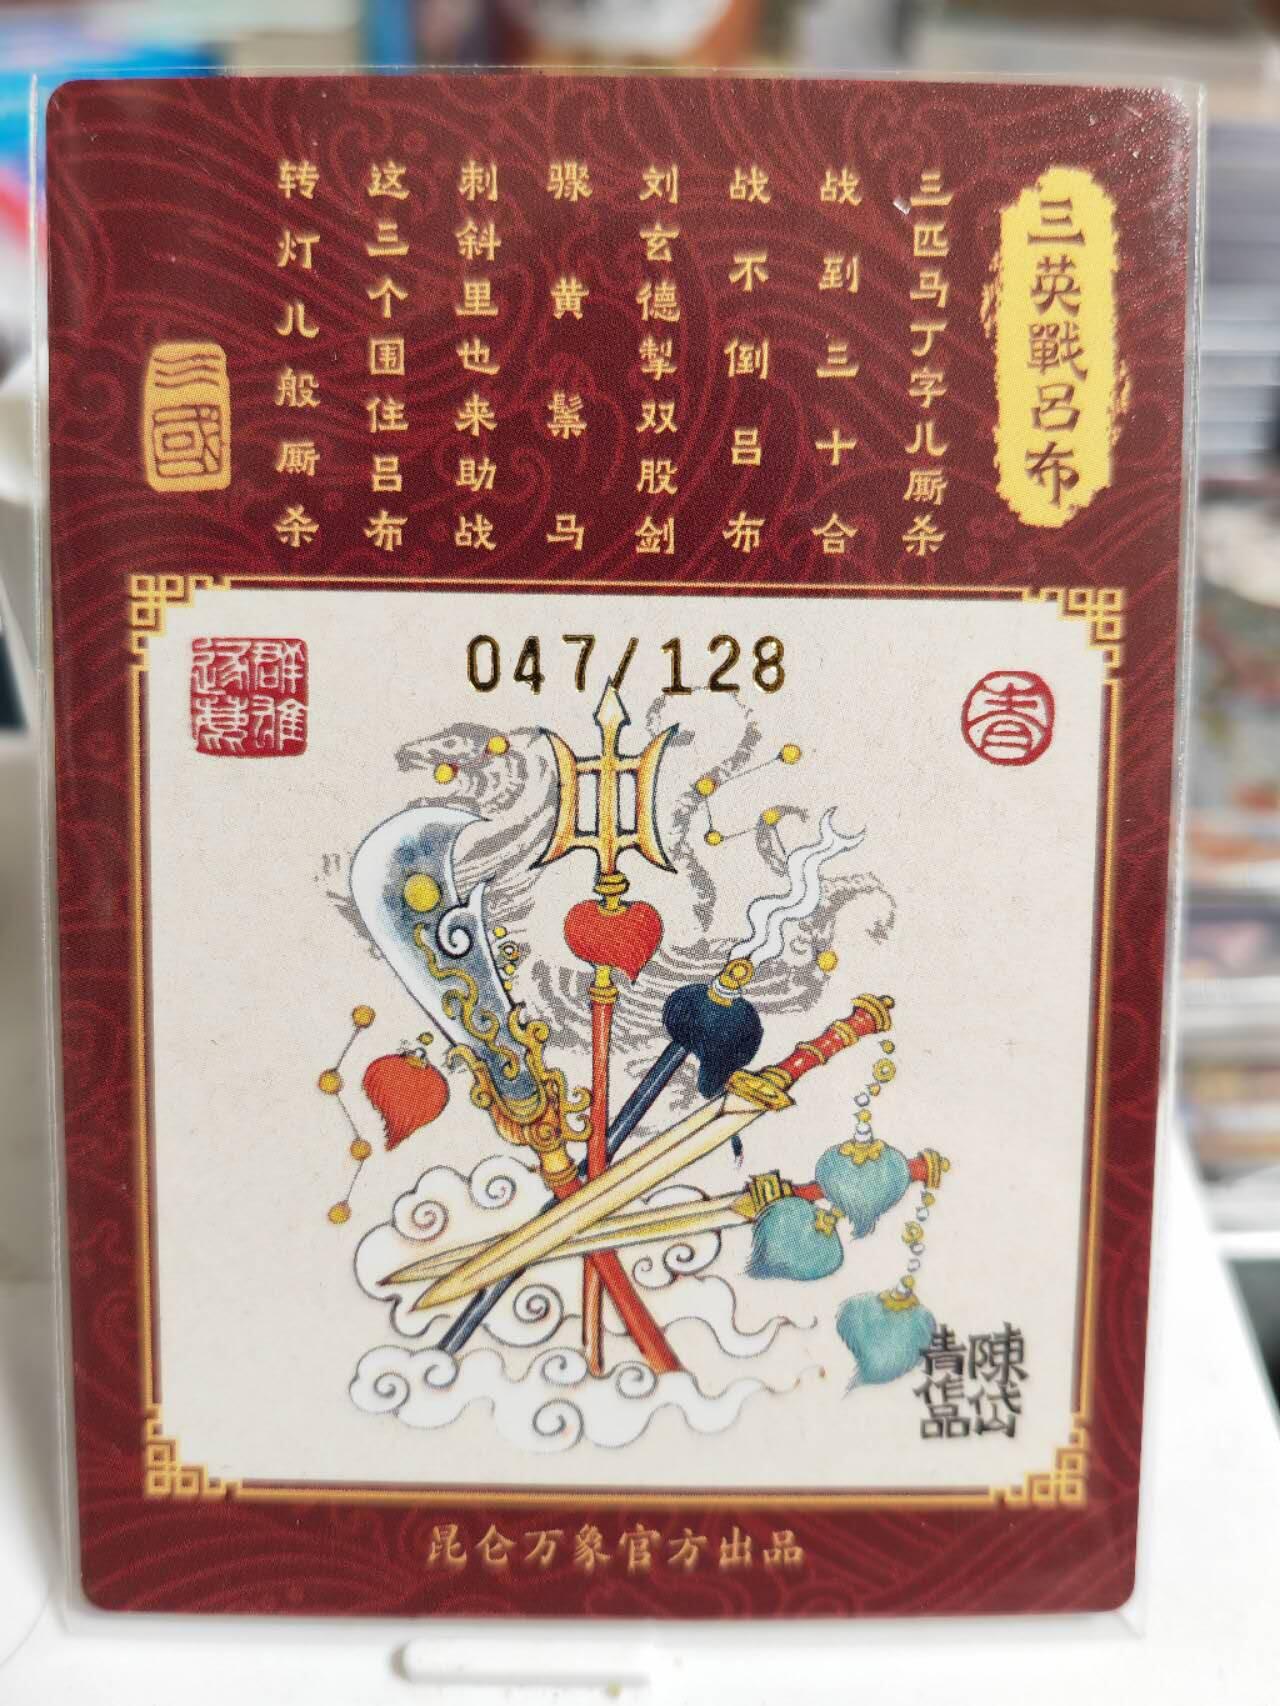 三英戰呂布
三匹马丁字儿厮杀
战到三十合
战不倒吕布
刘玄德掣双股剑
骤黄鬃马
刺斜里也来助战
这三个围住吕布
转灯儿般厮杀
三國
047/128
群雄
逐鹿
青
陳岱
青作品
昆仑万象官方出品